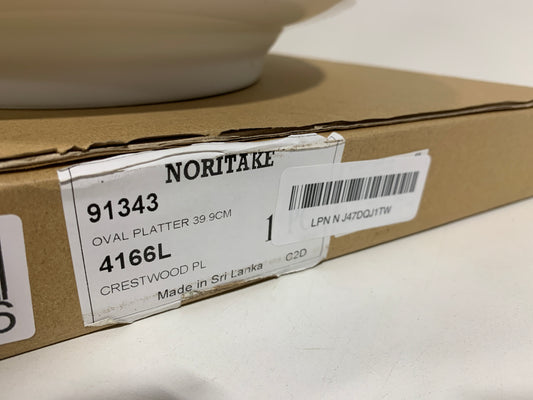 NORITAKE
91343
OVAL PLATTER 39 9CM
4166L
1
CRESTWOOD PL
Made in Sri Lanka
C2D
LPN N J47DQJ1TW